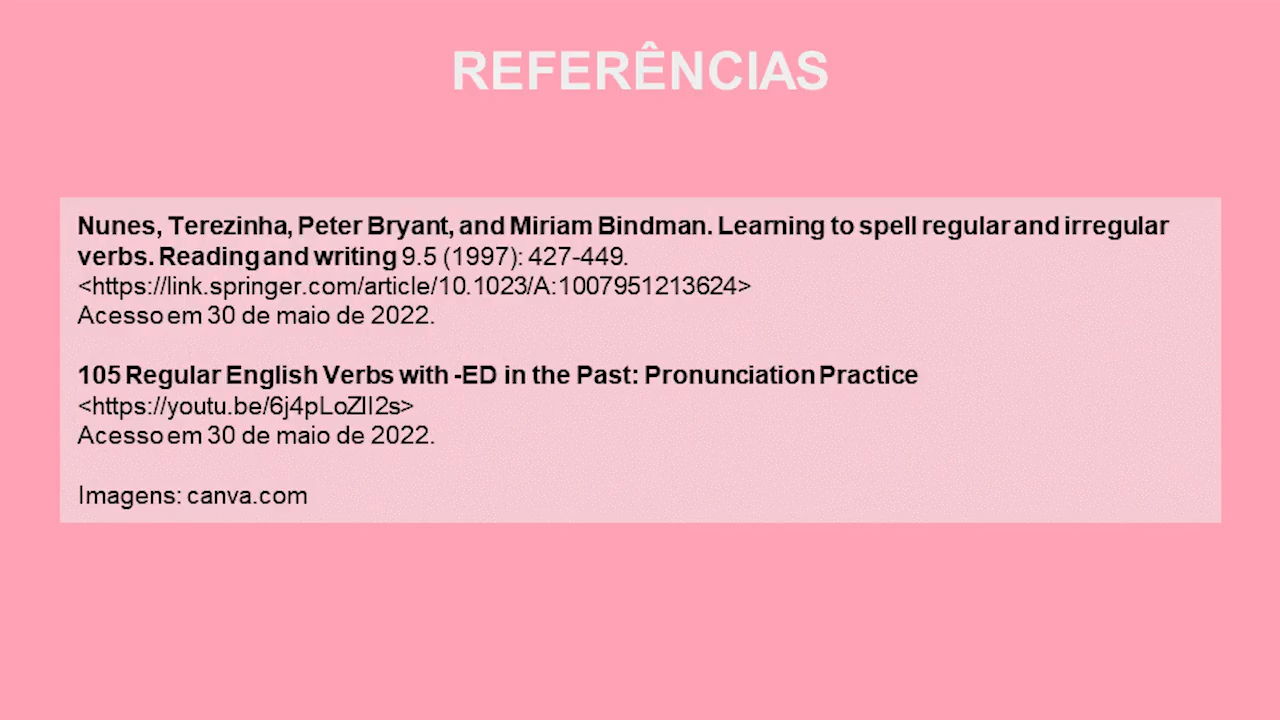 REFERÊNCIAS
Nunes, Terezinha, Peter Bryant, and Miriam Bindman. Learning to spell regular and irregular
verbs. Reading and writing 9.5 (1997): 427-449.
<https://link.springer.com/article/10.1023/A:1007951213624>
Acesso em 30 de maio de 2022.
105 Regular English Verbs with -ED in the Past: Pronunciation Practice
<https://youtu.be/6j4pLoZlI2s>
Acesso em 30 de maio de 2022.
Imagens: canva.com